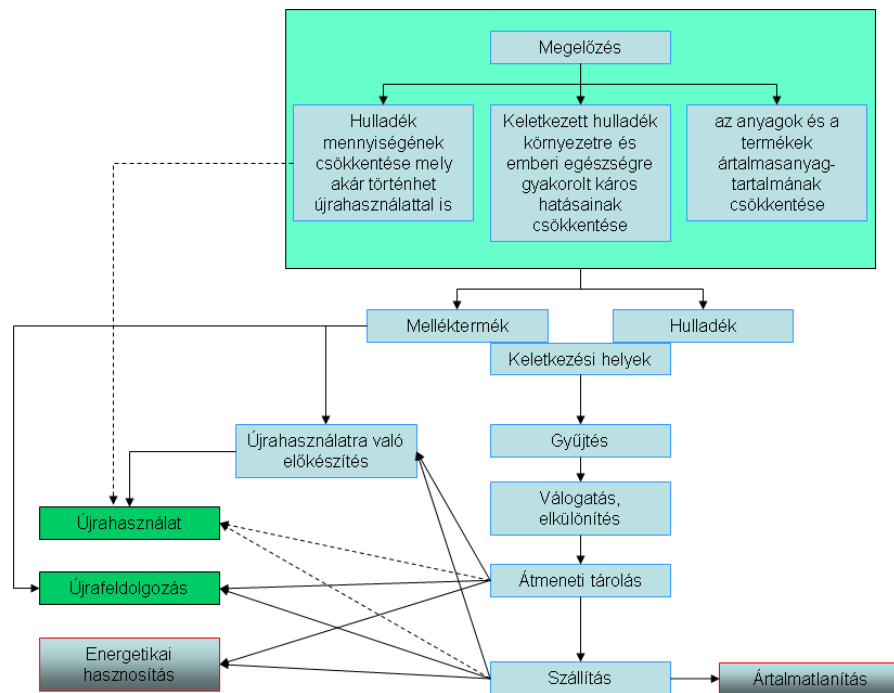 Megelőzés
Hulladék
mennyiségének
csökkentése mely
akár történhet
újrahasználattal is
Keletkezett hulladék
környezetre és
emberi egészségre
gyakorolt káros
hatásainak
csökkentése
az anyagok és a
termékek
ártalmasanyag-
tartalmának
csökkentése
Melléktermék
Hulladék
Keletkezési helyek
Újrahasználatra való
előkészítés
Gyűjtés
Válogatás,
elkülönítés
Újrahasználat
Átmeneti tárolás
Újrafeldolgozás
Energetikai
hasznosítás
Szállítás
Ártalmatlanítás